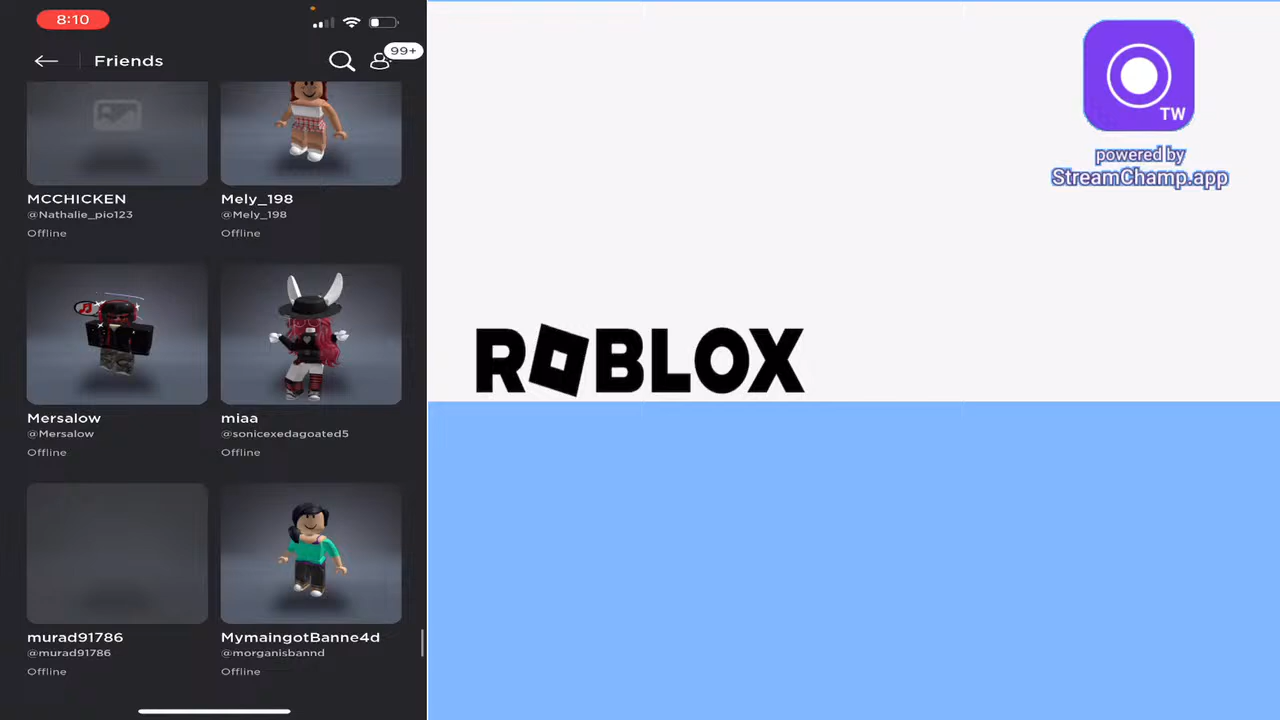 8:10
Friends
99+
MCCHICKEN
@Nathalie_pio123
Offline
Mely_198
@Mely_198
Offline
Mersalow
@Mersalow
Offline
miaa
@sonicexedagoated5
Offline
murad91786
@murad91786
Offline
MymaingotBanne4d
@morganisbannd
Offline
ROBLOX
TW
powered by
StreamChamp.app